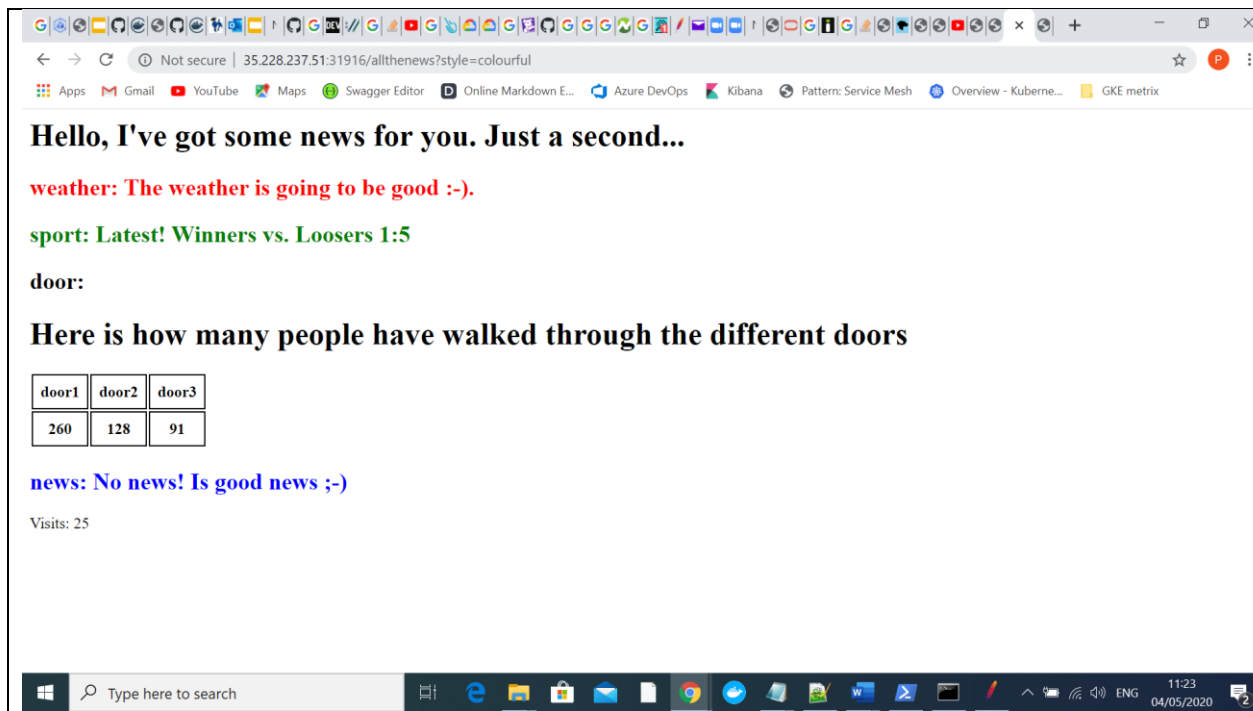 Not secure | 35.228.237.51:31916/allthenews?style=colourful
Apps Gmail YouTube Maps Swagger Editor Online Markdown E... Azure DevOps Kibana Pattern: Service Mesh Overview - Kuberne... GKE metrix
Hello, I've got some news for you. Just a second...
weather: The weather is going to be good :-).
sport: Latest! Winners vs. Loosers 1:5
door:
Here is how many people have walked through the different doors
door1 door2 door3
260 128 91
news: No news! Is good news ;-)
Visits: 25
Type here to search
ENG
11:23
04/05/2020